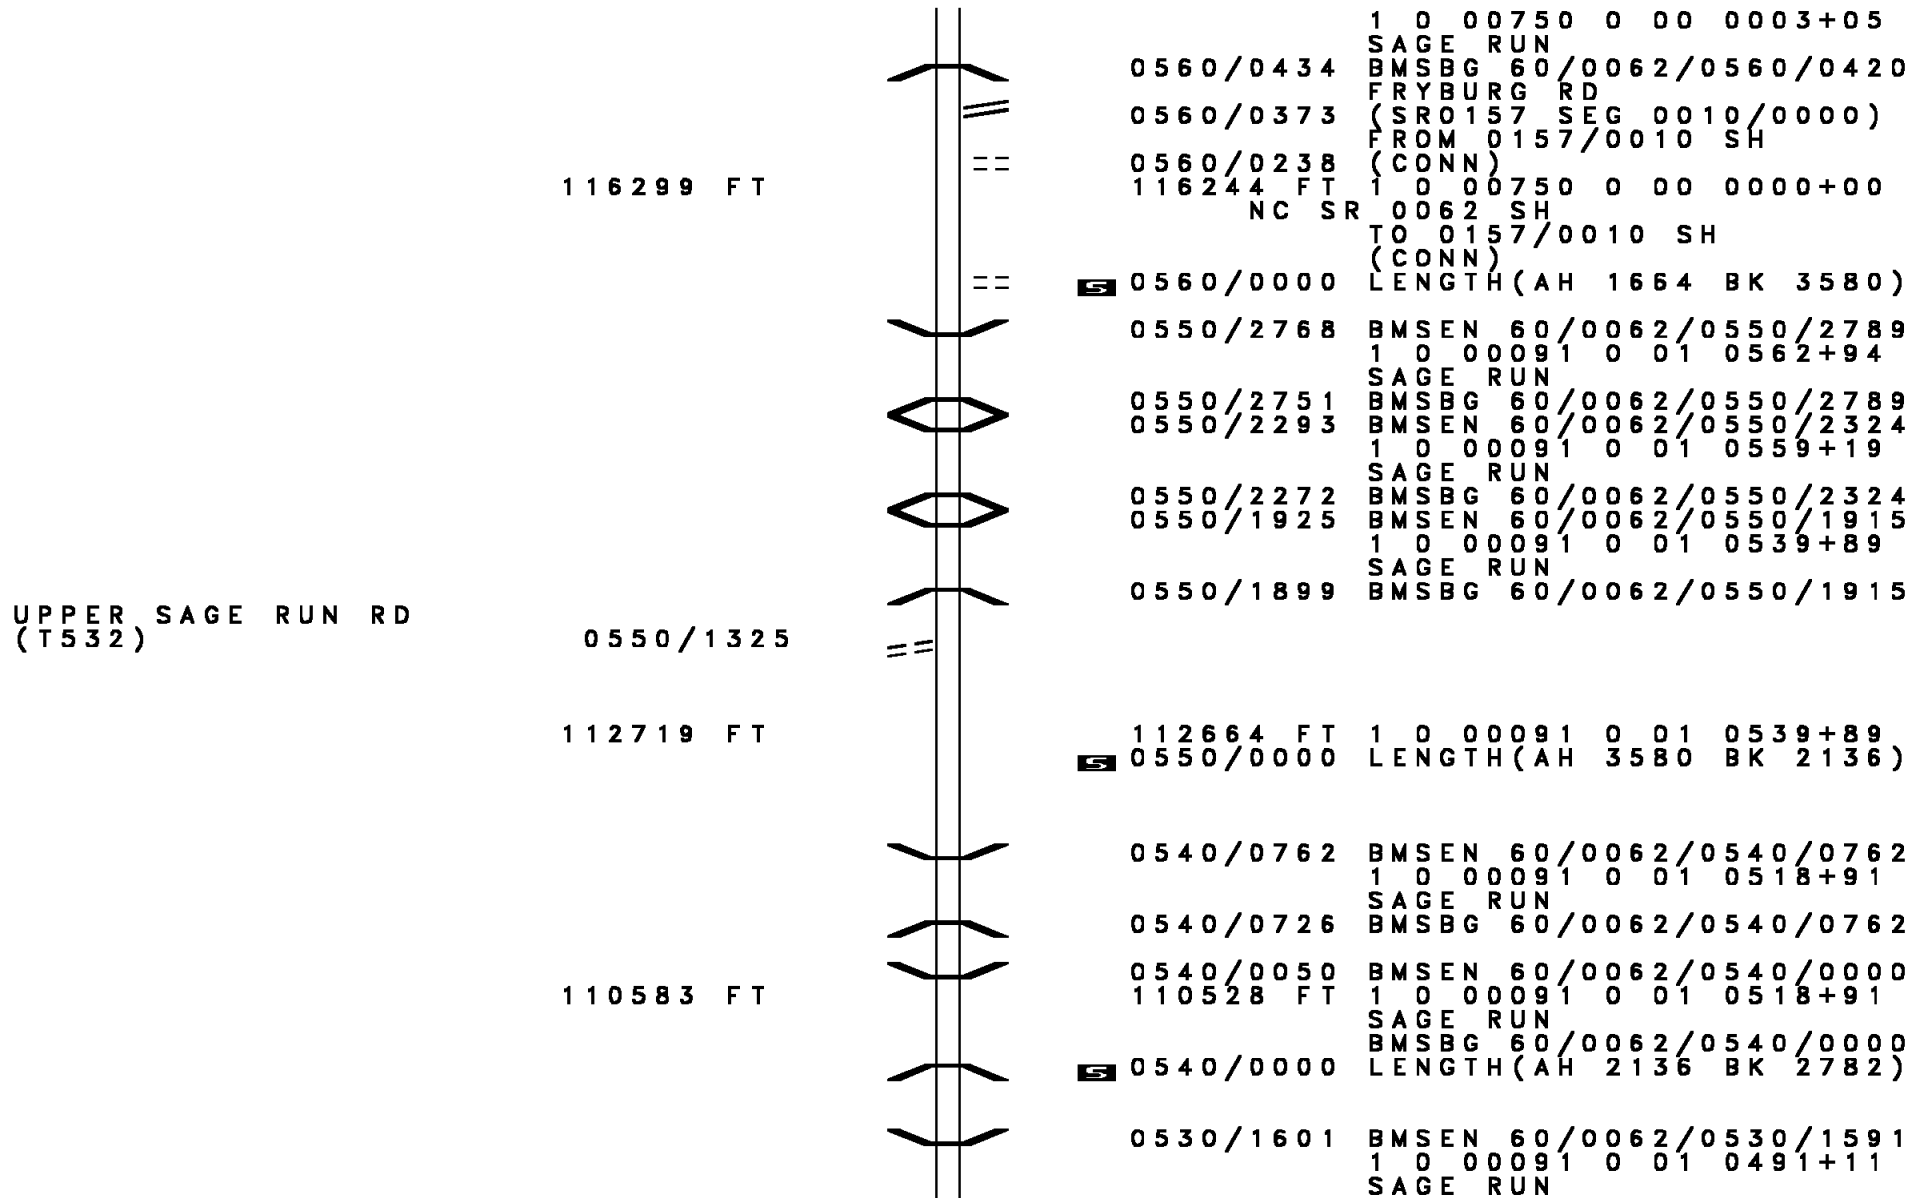 1 0 00750 0 00 0003+05
SAGE RUN
0560/0434 BMSBG 60/0062/0560/0420
FRYBURG RD
0560/0373 (SR0157 SEG 0010/0000)
FROM 0157/0010 SH
0560/0238 (CONN)
116299 FT 116244 FT 1 0 00750 0 00 0000+00
NC SR 0062 SH
TO 0157/0010 SH
(CONN)
S 0560/0000 LENGTH(AH 1664 BK 3580)
0550/2768 BMSEN 60/0062/0550/2789
1 0 00091 0 01 0562+94
SAGE RUN
0550/2751 BMSBG 60/0062/0550/2789
0550/2293 BMSEN 60/0062/0550/2324
1 0 00091 0 01 0559+19
SAGE RUN
0550/2272 BMSBG 60/0062/0550/2324
0550/1925 BMSEN 60/0062/0550/1915
1 0 00091 0 01 0539+89
SAGE RUN
0550/1899 BMSBG 60/0062/0550/1915
UPPER SAGE RUN RD
(T532) 0550/1325
112719 FT 112664 FT 1 0 00091 0 01 0539+89
S 0550/0000 LENGTH(AH 3580 BK 2136)
0540/0762 BMSEN 60/0062/0540/0762
1 0 00091 0 01 0518+91
SAGE RUN
0540/0726 BMSBG 60/0062/0540/0762
0540/0050 BMSEN 60/0062/0540/0000
110583 FT 110528 FT 1 0 00091 0 01 0518+91
SAGE RUN
BMSBG 60/0062/0540/0000
S 0540/0000 LENGTH(AH 2136 BK 2782)
0530/1601 BMSEN 60/0062/0530/1591
1 0 00091 0 01 0491+11
SAGE RUN